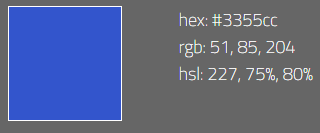 hex: #3355cc
rgb: 51, 85, 204
hsl: 227, 75%, 80%